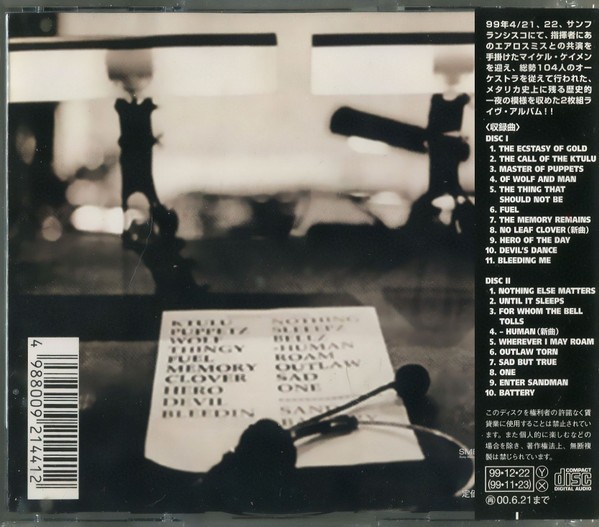 99年4/21、22、サンフ
ランシスコにて、指揮者にあ
のエアロスミスとの共演を
手掛けたマイケル・ケイメン
を迎え、総勢104人のオー
ケストラを従えて行われた、
メタリカ史上に残る歴史的
一夜の模様を収めた2枚組ラ
イヴ・アルバム!!
〈収録曲〉
DISC I
1. THE ECSTASY OF GOLD
2. THE CALL OF THE KTULU
3. MASTER OF PUPPETS
4. OF WOLF AND MAN
5. THE THING THAT
SHOULD NOT BE
6. FUEL
7. THE MEMORY REMAINS
8. NO LEAF CLOVER (新曲)
9. HERO OF THE DAY
10. DEVIL'S DANCE
11. BLEEDING ME
DISC II
1. NOTHING ELSE MATTERS
2. UNTIL IT SLEEPS
3. FOR WHOM THE BELL
TOLLS
4. – HUMAN (新曲)
5. WHEREVER I MAY ROAM
6. OUTLAW TORN
7. SAD BUT TRUE
8. ONE
9. ENTER SANDMAN
10. BATTERY
このディスクを権利者の許諾なく賃
貸業に使用することは禁止されてい
ます。また個人的に楽しむなどの
場合を除き、著作権法上、無断複
製は禁じられています。
99・12・22
(99・11・23)
Y
X
COMPACT
disc
DIGITAL AUDIO
00.6.21まで
KTULU
PUPPETZ
WOLF
THINGY
FUEL
MEMORY
CLOVER
HERO
DEVIL
BLEEDIN
NOTHING
SLEEPZ
BELLZ
-HUMAN
ROAM
OUTLAW
SAD
ONE
4988009214412